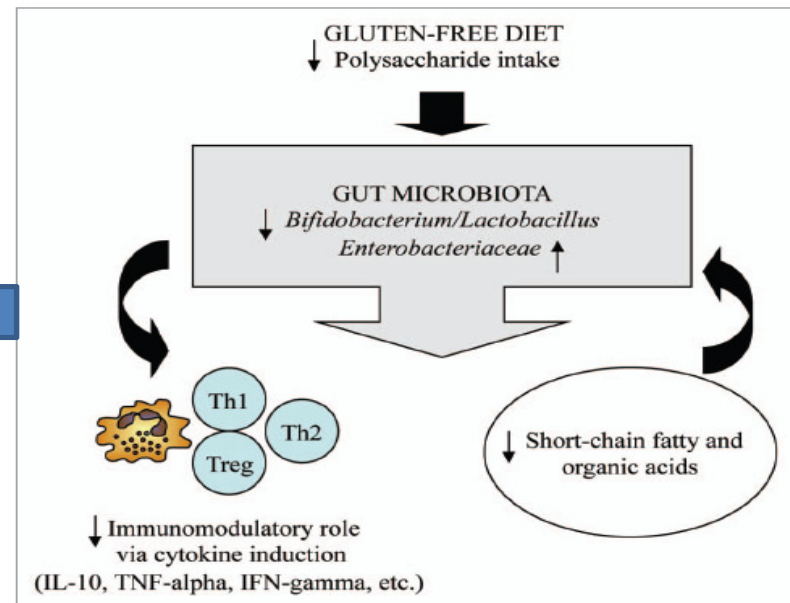 ↓ GLUTEN-FREE DIET
Polysaccharide intake
GUT MICROBIOTA
↓ Bifidobacterium/Lactobacillus
Enterobacteriaceae ↑
Th1
Th2
Treg
↓ Short-chain fatty and
organic acids
↓ Immunomodulatory role
via cytokine induction
(IL-10, TNF-alpha, IFN-gamma, etc.)